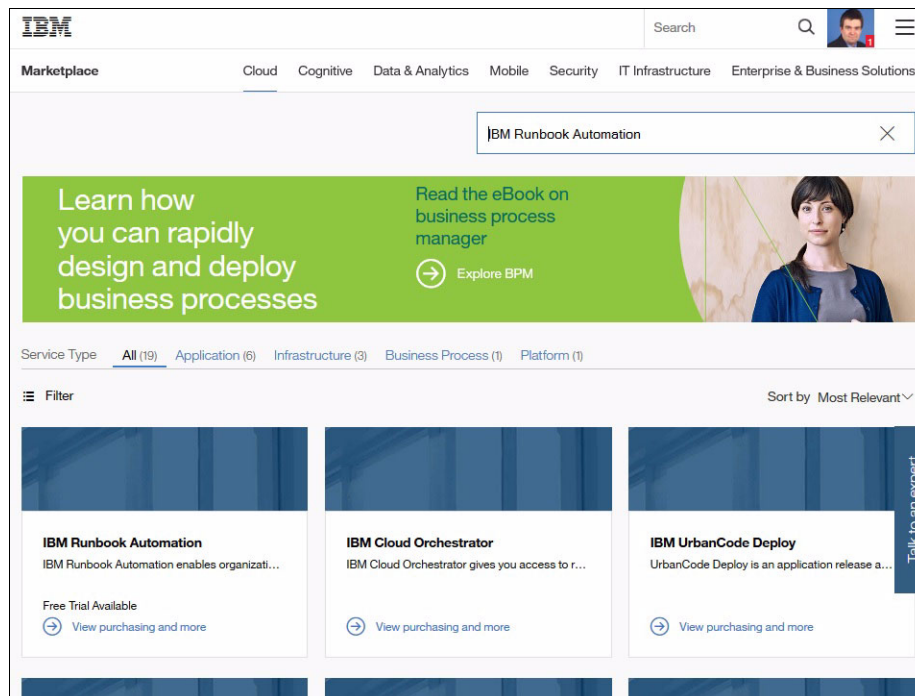 IBM
Search
1
Marketplace
Cloud Cognitive Data & Analytics Mobile Security IT Infrastructure Enterprise & Business Solutions
IBM Runbook Automation
Learn how
you can rapidly
design and deploy
business processes
Read the eBook on
business process
manager
Explore BPM
Service Type All (19) Application (6) Infrastructure (3) Business Process (1) Platform (1)
Filter
Sort by Most Relevant
Talk to an expert
IBM Runbook Automation
IBM Runbook Automation enables organizati...
Free Trial Available
View purchasing and more
IBM Cloud Orchestrator
IBM Cloud Orchestrator gives you access to r...
View purchasing and more
IBM UrbanCode Deploy
UrbanCode Deploy is an application release a...
View purchasing and more